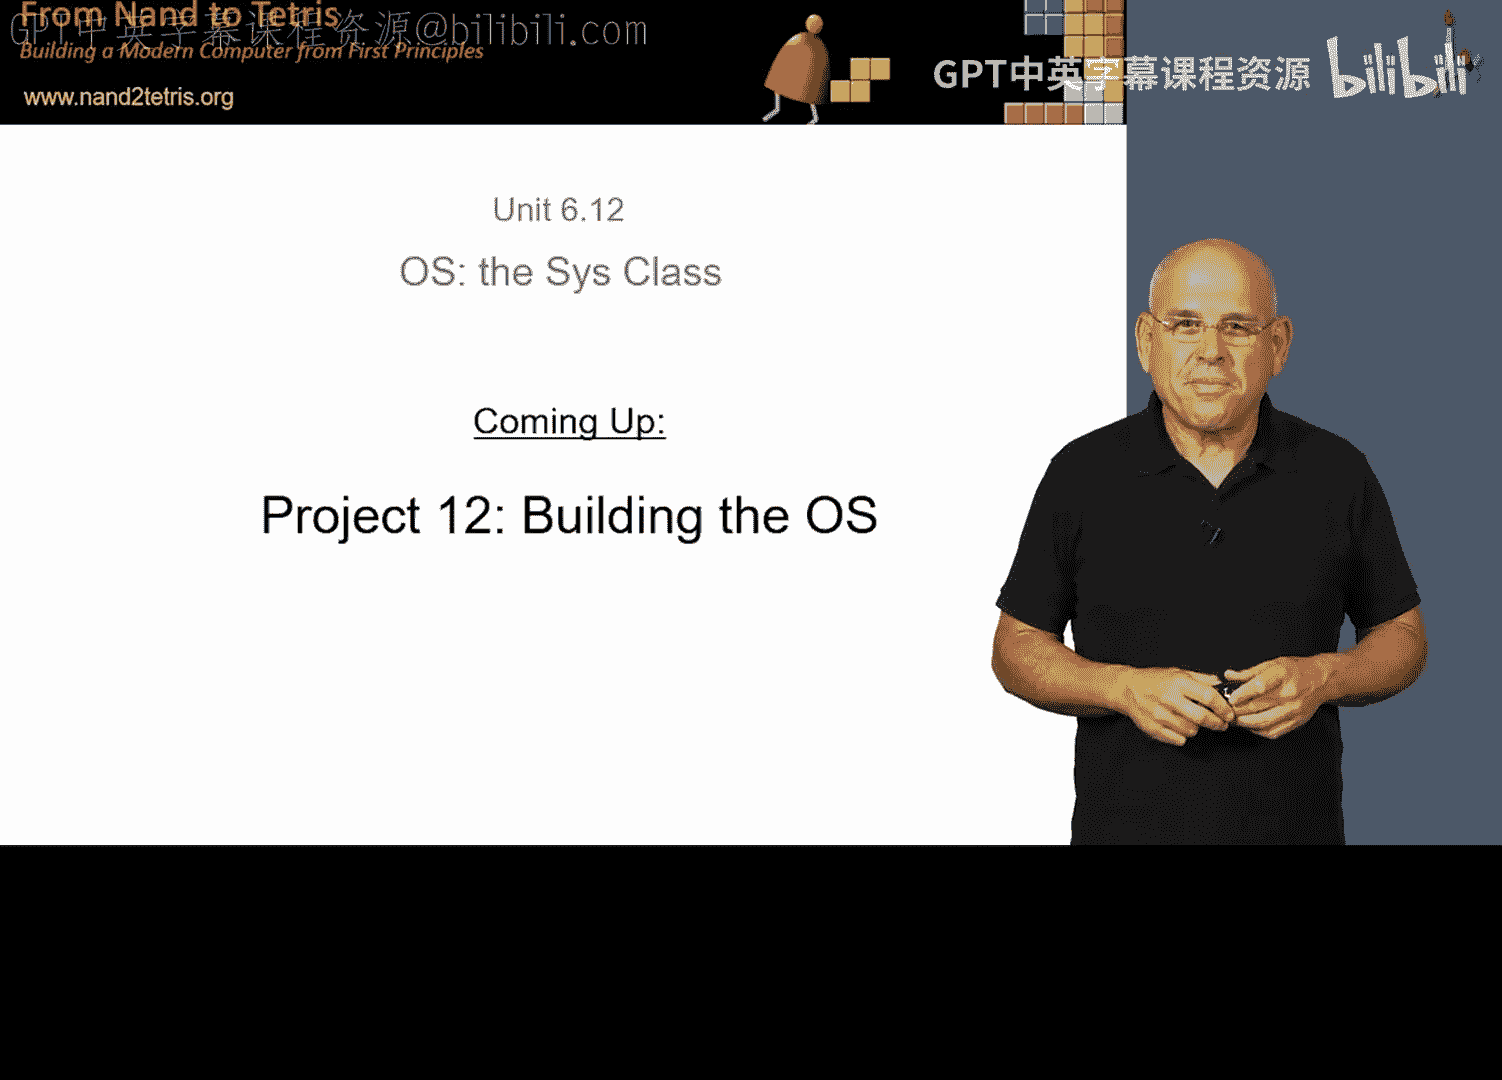 From Nand to Tetris
GPT中英字幕课程资源@bilibili.com
Building a Modern Computer from First Principles
www.nand2tetris.org
GPT中英字幕课程资源 bilibili
Unit 6.12
OS: the Sys Class
Coming Up:
Project 12: Building the OS